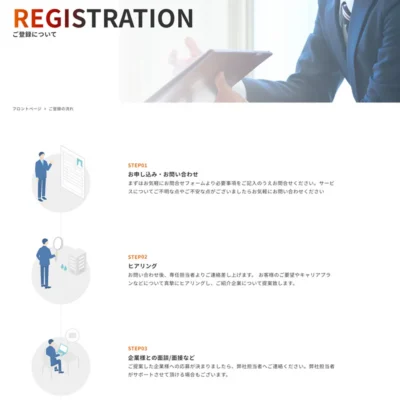 REGISTRATION
ご登録について
フロントページ > ご登録の流れ
STEP01
お申し込み・お問い合わせ
まずはお気軽にお問合せフォームより必要事項をご記入のうえお問合せください。サービ
スについてご不明な点やご不安な点がございましたらお気軽にお問い合わせください
STEP02
ヒアリング
お問い合わせ後、専任担当者よりご連絡差し上げます。 お客様のご要望やキャリアプラ
ンなどについて真摯にヒアリングし、ご紹介企業について提案致します。
STEP03
企業様との面談/面接など
ご提案した企業様への応募が決まりましたら、弊社担当者へご連絡ください。弊社担当者
がサポートさせて頂ける場合もございます。